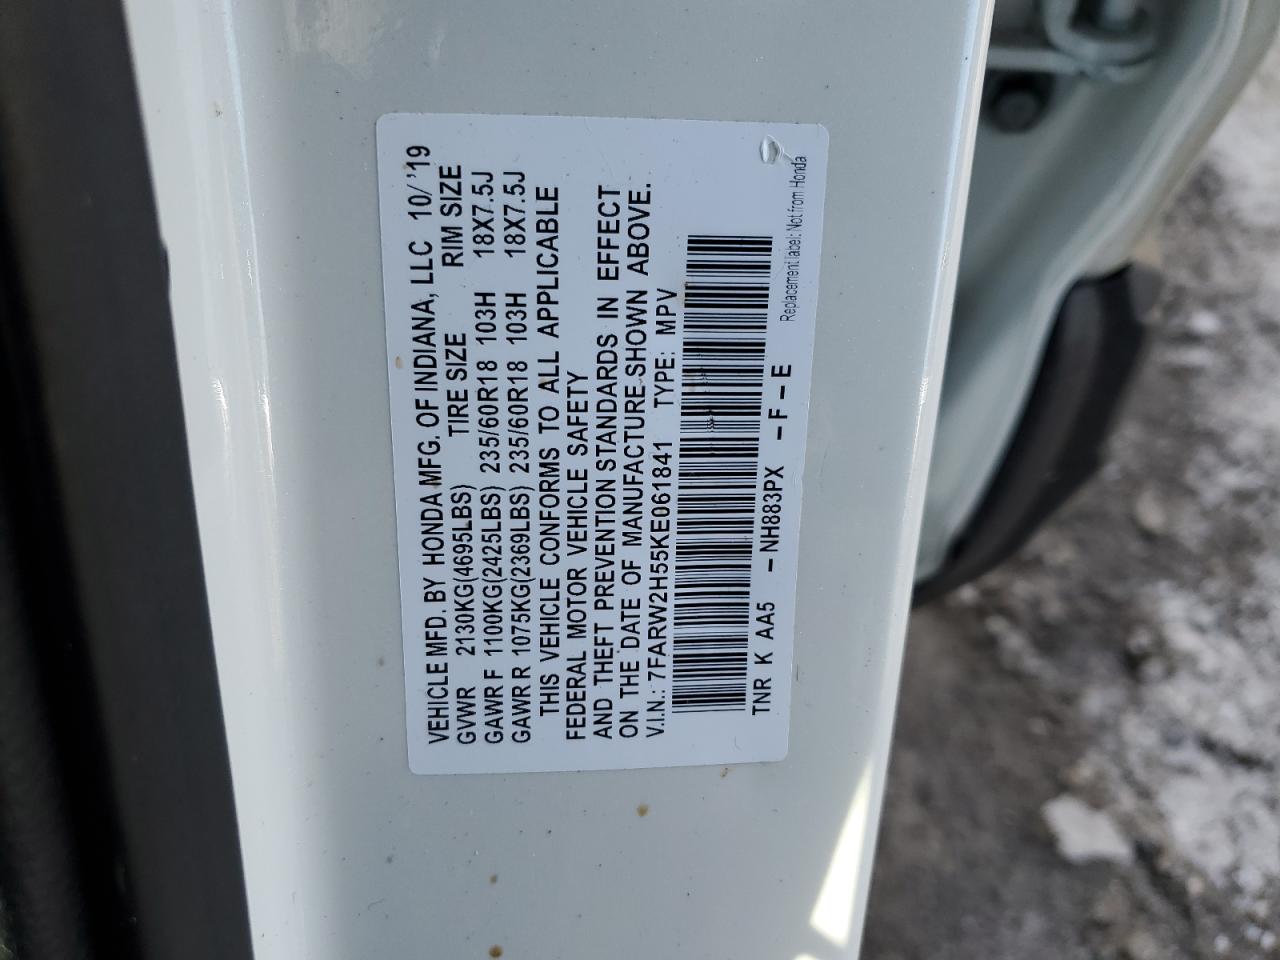 VEHICLE MFD. BY HONDA MFG. OF INDIANA, LLC 10/ '19
GVWR 2130KG(4695LBS) TIRE SIZE RIM SIZE
GAWR F 1100KG(2425LBS) 235/60R18 103H 18X7.5J
GAWR R 1075KG(2369LBS) 235/60R18 103H 18X7.5J
THIS VEHICLE CONFORMS TO ALL APPLICABLE
FEDERAL MOTOR VEHICLE SAFETY
AND THEFT PREVENTION STANDARDS IN EFFECT
ON THE DATE OF MANUFACTURE SHOWN ABOVE.
V.I.N.: 7FARW2H55KE061841 TYPE: MPV
TNR K AA5 - NH883PX - F - E
Replacement label: Not from Honda